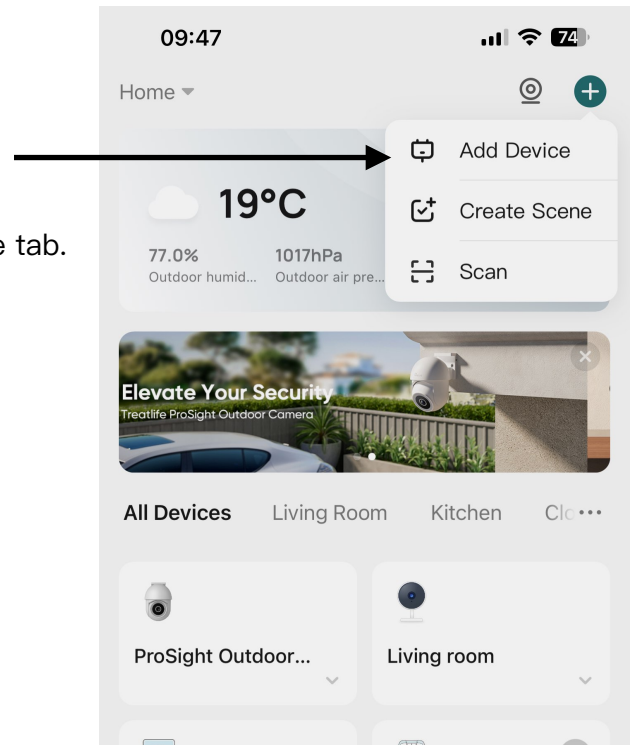 09:47
74
Home
Add Device
19°C
Create Scene
e tab.
77.0%
1017hPa
Outdoor humid...
Outdoor air pre...
Scan
Elevate Your Security
Treatlife ProSight Outdoor Camera
All Devices
Living Room
Kitchen
Clo
ProSight Outdoor...
Living room